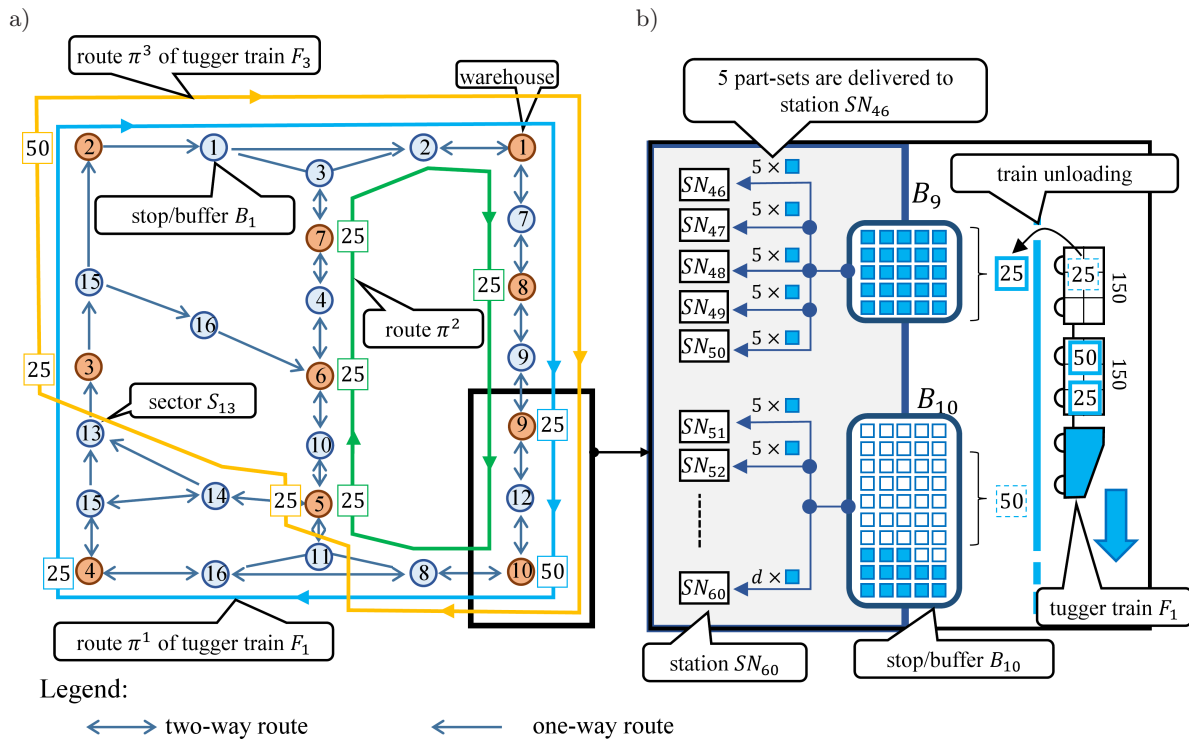 a)
route π³ of tugger train F₃
warehouse
50
2
1
2
1
3
stop/buffer B₁
25
7
7
25
8
15
4
16
route π²
9
3
25
6
25
sector S₁₃
9
25
13
10
25
25
14
5
15
12
11
25
4
16
8
10
50
route π¹ of tugger train F₁
Legend:
two-way route
one-way route
b)
5 part-sets are delivered to
station SN₄₆
train unloading
5 ×
SN₄₆
B₉
5 ×
SN₄₇
25
25
150
5 ×
SN₄₈
5 ×
SN₄₉
5 ×
SN₅₀
50
150
25
B₁₀
5 ×
SN₅₁
5 ×
SN₅₂
50
d ×
SN₆₀
tugger train F₁
station SN₆₀
stop/buffer B₁₀